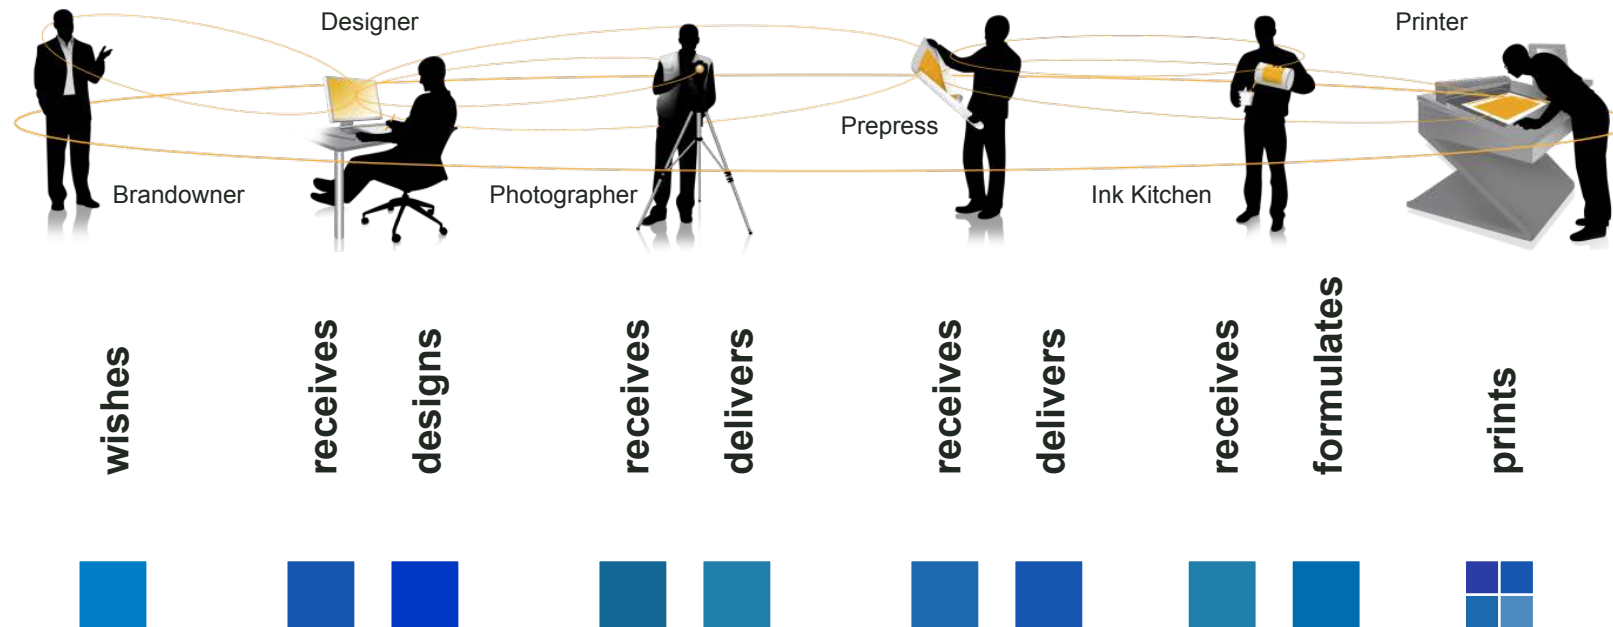 Designer
Printer
Prepress
Brandowner
Photographer
Ink Kitchen
wishes
receives
designs
receives
delivers
receives
delivers
receives
formulates
prints